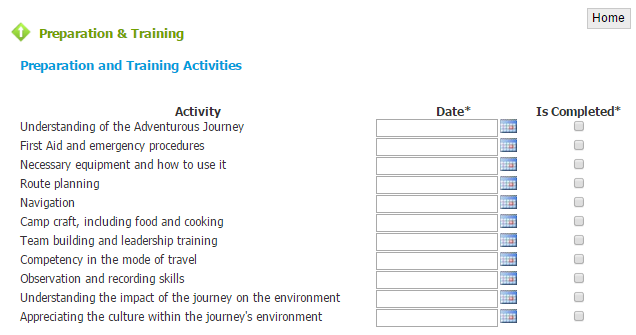 Home
Preparation & Training
Preparation and Training Activities
Activity Date* Is Completed*
Understanding of the Adventurous Journey
First Aid and emergency procedures
Necessary equipment and how to use it
Route planning
Navigation
Camp craft, including food and cooking
Team building and leadership training
Competency in the mode of travel
Observation and recording skills
Understanding the impact of the journey on the environment
Appreciating the culture within the journey's environment